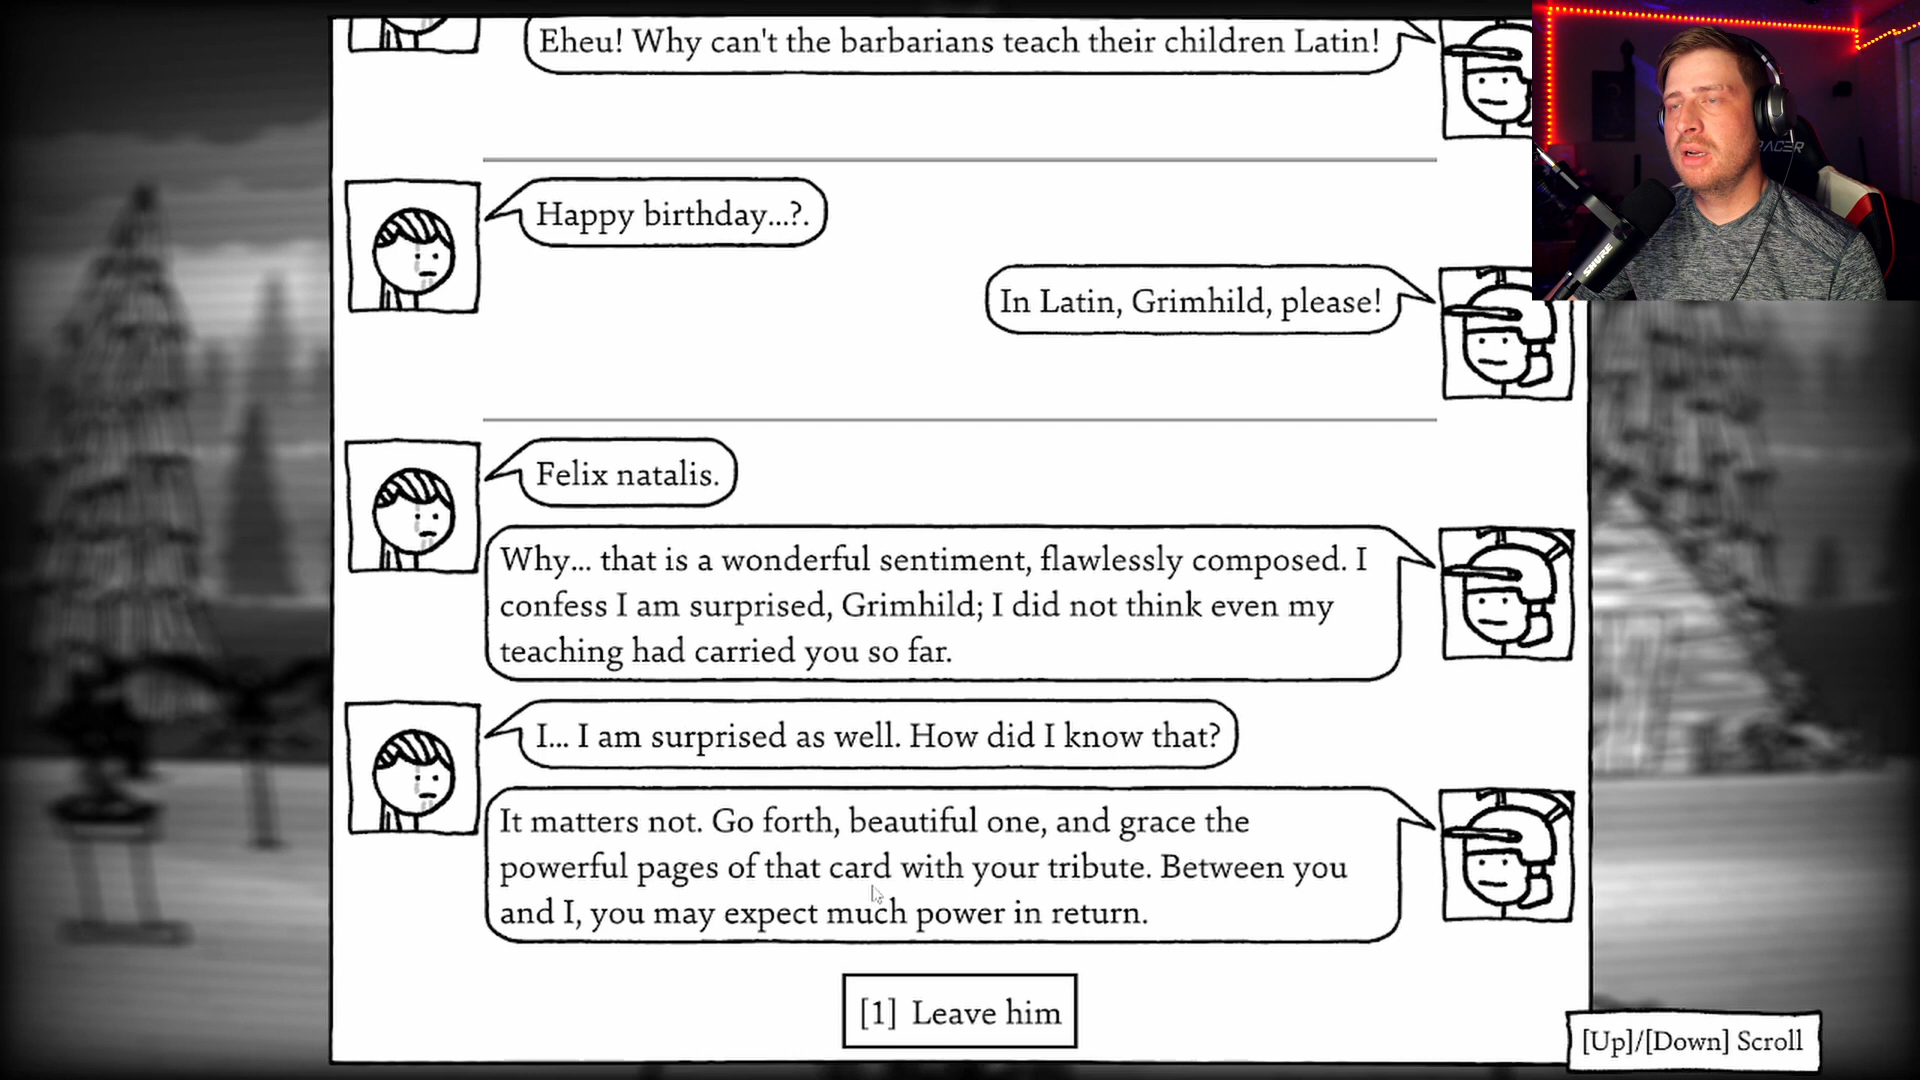 Eheu! Why can't the barbarians teach their children Latin!
Happy birthday...?.
In Latin, Grimhild, please!
Felix natalis.
Why... that is a wonderful sentiment, flawlessly composed. I
confess I am surprised, Grimhild; I did not think even my
teaching had carried you so far.
I... I am surprised as well. How did I know that?
It matters not. Go forth, beautiful one, and grace the
powerful pages of that card with your tribute. Between you
and I, you may expect much power in return.
[1] Leave him
[Up]/[Down] Scroll
SHURE